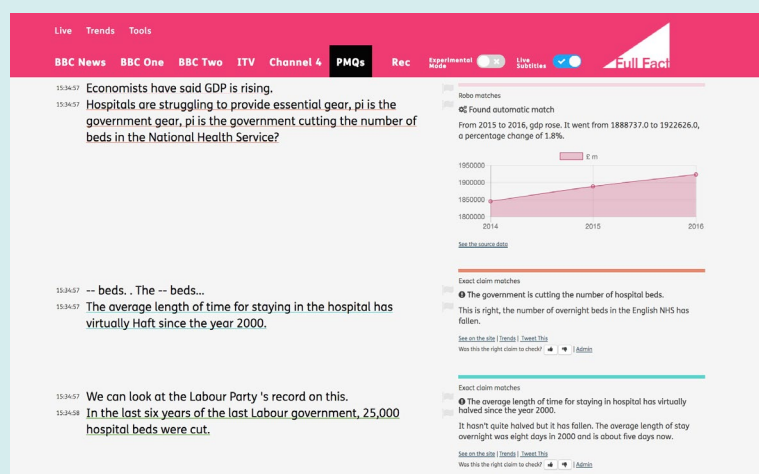 Live Trends Tools
BBC News BBC One BBC Two ITV Channel 4 PMQs Rec Experimental Mode Live Subtitles Full Fact
15:34:57 Economists have said GDP is rising.
15:34:57 Hospitals are struggling to provide essential gear, pi is the
government gear, pi is the government cutting the number of
beds in the National Health Service?
Robo matches
Found automatic match
From 2015 to 2016, gdp rose. It went from 1888737.0 to 1922626.0,
a percentage change of 1.8%.
£ m
1950000
1900000
1850000
1800000
2014 2015 2016
See the source data
15:34:57 -- beds. . The -- beds...
15:34:57 The average length of time for staying in the hospital has
virtually Haft since the year 2000.
Exact claim matches
The government is cutting the number of hospital beds.
This is right, the number of overnight beds in the English NHS has
fallen.
See on the site | Trends | Tweet This
Was this the right claim to check? | Admin
15:34:57 We can look at the Labour Party 's record on this.
15:34:58 In the last six years of the last Labour government, 25,000
hospital beds were cut.
Exact claim matches
The average length of time for staying in hospital has virtually
halved since the year 2000.
It hasn't quite halved but it has fallen. The average length of stay
overnight was eight days in 2000 and is about five days now.
See on the site | Trends | Tweet This
Was this the right claim to check? | Admin